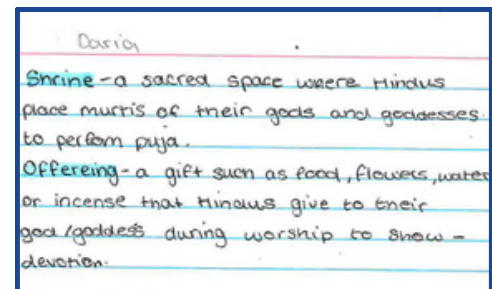 Daria
Shrine - a sacred space where Hindus
place murtis of their gods and goddesses
to perfom puja.
Offereing - a gift such as food, flowers, water
or incense that Hindus give to their
god/goddess during worship to show -
devotion.